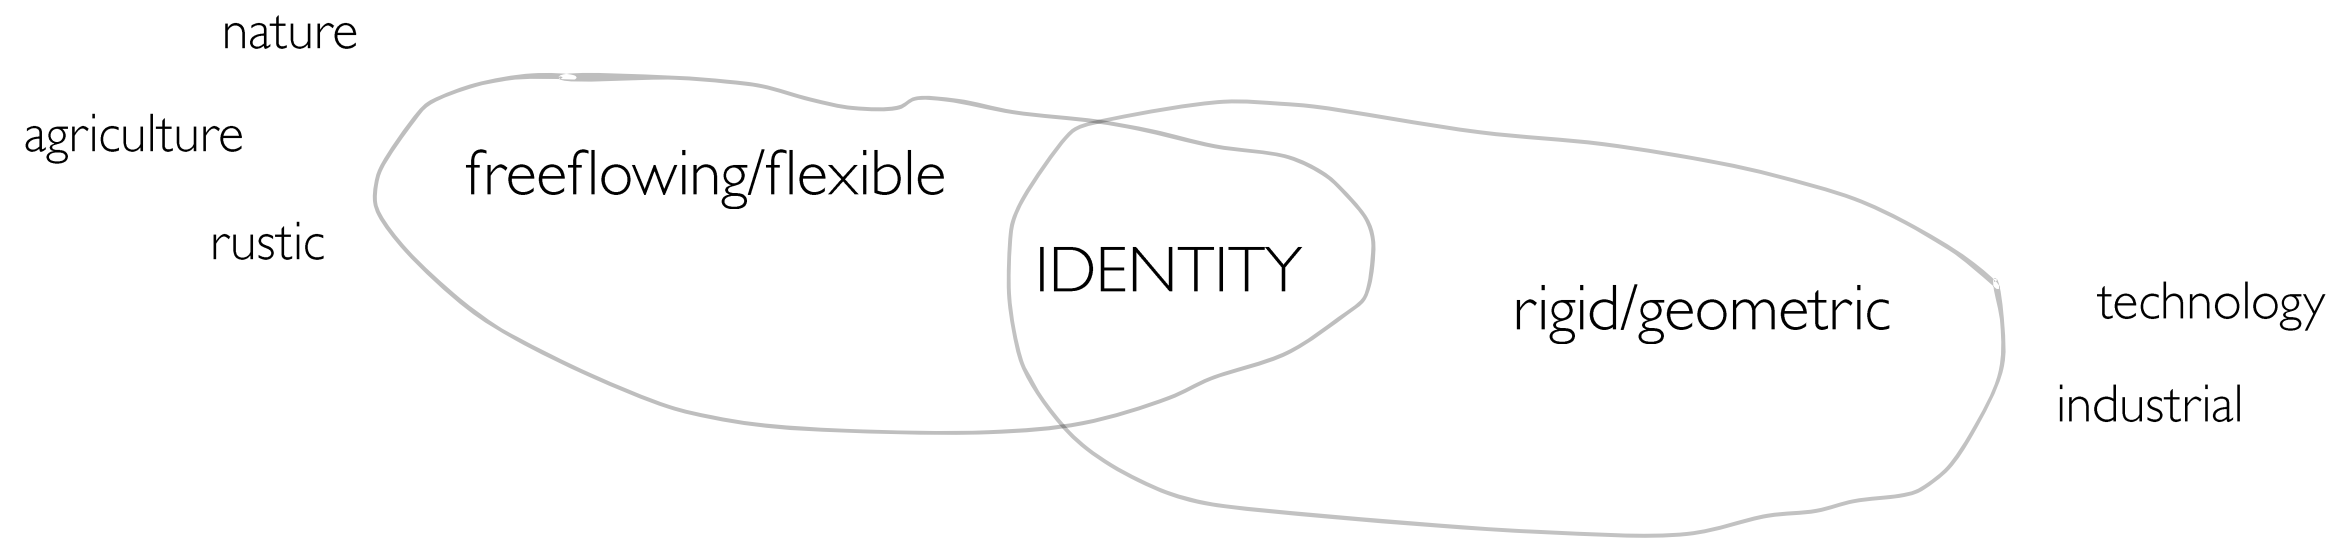 nature
agriculture
rustic
freeflowing/flexible
IDENTITY
rigid/geometric
technology
industrial